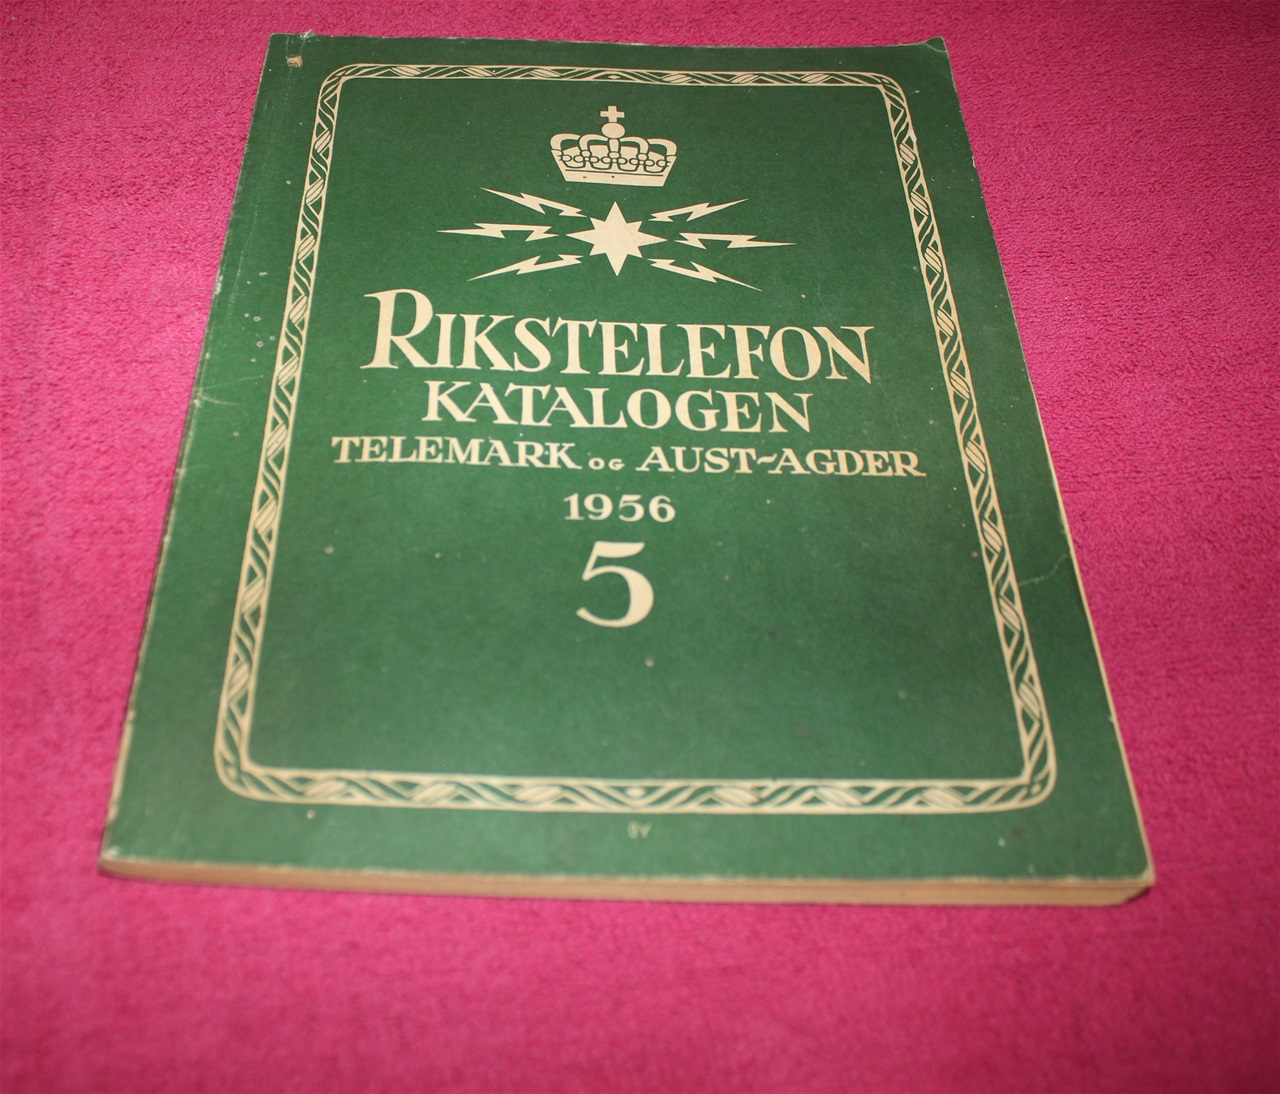 RIKSTELEFON
KATALOGEN
TELEMARK OG AUST-AGDER
1956
5